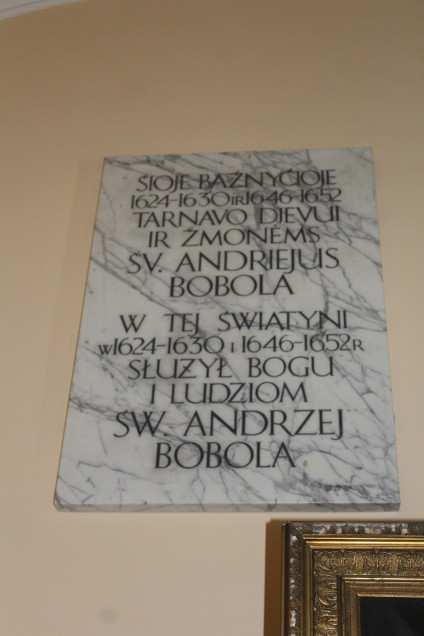 ŠIOJE BAŽNYČIOJE
1624-1630 IR 1646-1652
TARNAVO DIEVUI
IR ŽMONĖMS
ŠV. ANDRIEJUS
BOBOLA
W TEJ ŚWIĄTYNI
W 1624-1630 I 1646-1652 R
SŁUŻYŁ BOGU
I LUDZIOM
ŚW. ANDRZEJ
BOBOLA